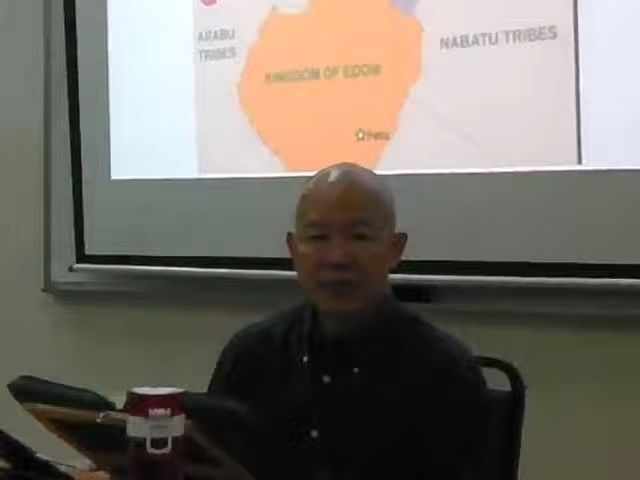 ARABU
TRIBES
NABATU TRIBES
KINGDOM OF EDOM
Petra